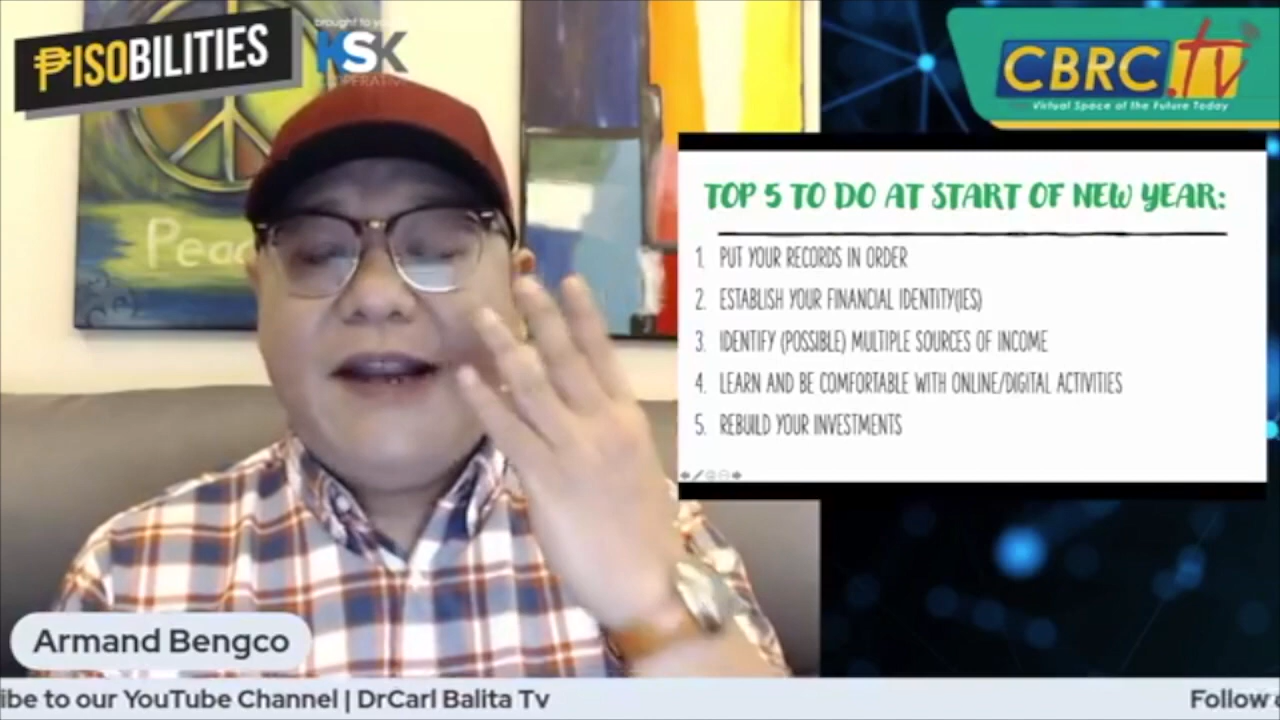 ₱ISOBILITIES
brought to you
KSK
CBRC.tv
Virtual Space of the Future Today
Peac
TOP 5 TO DO AT START OF NEW YEAR:
1. PUT YOUR RECORDS IN ORDER
2. ESTABLISH YOUR FINANCIAL IDENTITY(IES)
3. IDENTIFY (POSSIBLE) MULTIPLE SOURCES OF INCOME
4. LEARN AND BE COMFORTABLE WITH ONLINE/DIGITAL ACTIVITIES
5. REBUILD YOUR INVESTMENTS
Armand Bengco
ibe to our YouTube Channel | DrCarl Balita Tv
Follow